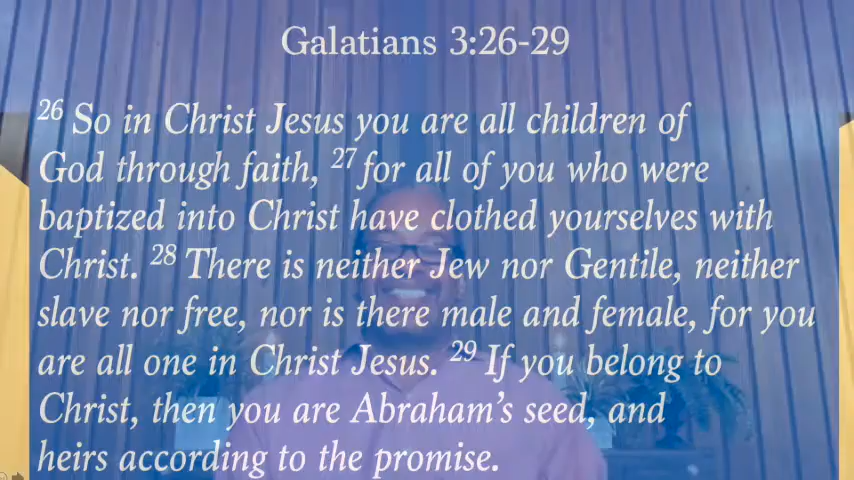 Galatians 3:26-29
26 So in Christ Jesus you are all children of
God through faith, 27 for all of you who were
baptized into Christ have clothed yourselves with
Christ. 28 There is neither Jew nor Gentile, neither
slave nor free, nor is there male and female, for you
are all one in Christ Jesus. 29 If you belong to
Christ, then you are Abraham’s seed, and
heirs according to the promise.